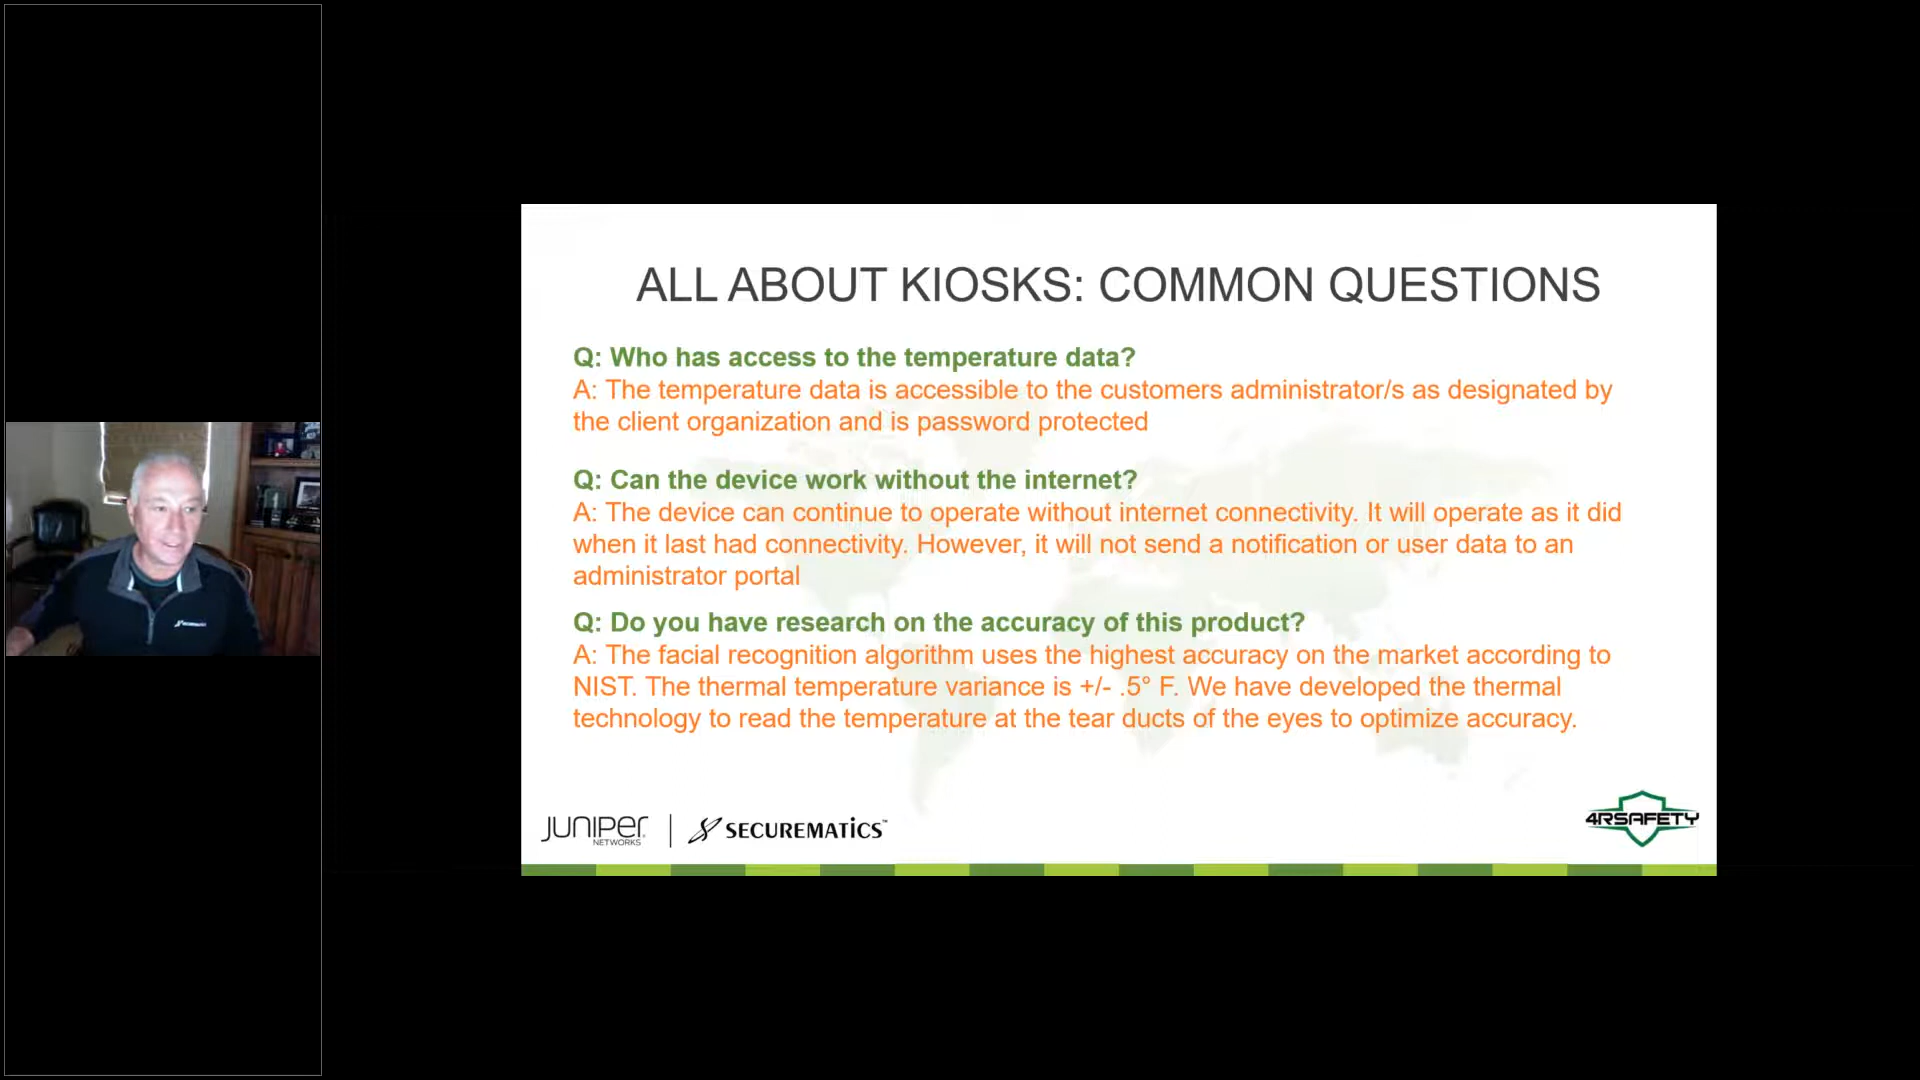 ALL ABOUT KIOSKS: COMMON QUESTIONS
Q: Who has access to the temperature data?
A: The temperature data is accessible to the customers administrator/s as designated by
the client organization and is password protected
Q: Can the device work without the internet?
A: The device can continue to operate without internet connectivity. It will operate as it did
when it last had connectivity. However, it will not send a notification or user data to an
administrator portal
Q: Do you have research on the accuracy of this product?
A: The facial recognition algorithm uses the highest accuracy on the market according to
NIST. The thermal temperature variance is +/- .5° F. We have developed the thermal
technology to read the temperature at the tear ducts of the eyes to optimize accuracy.
JUNIPER
NETWORKS
SECUREMATICS™
4RSAFETY